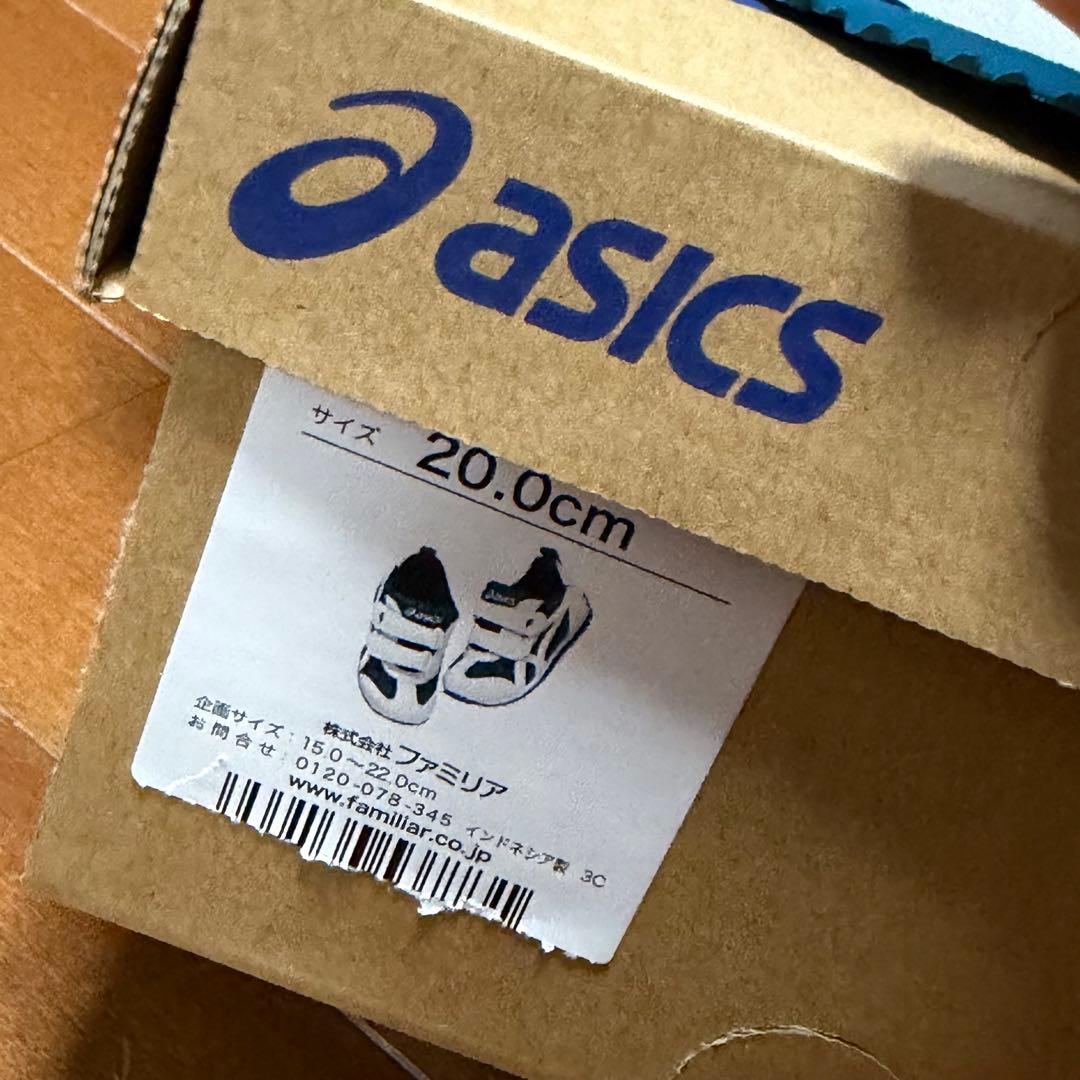 asics
サイズ 20.0cm
株式会社 ファミリア
企画サイズ：15.0～22.0cm
お問合せ：0120-078-345 インドネシア製 3C
www.familiar.co.jp